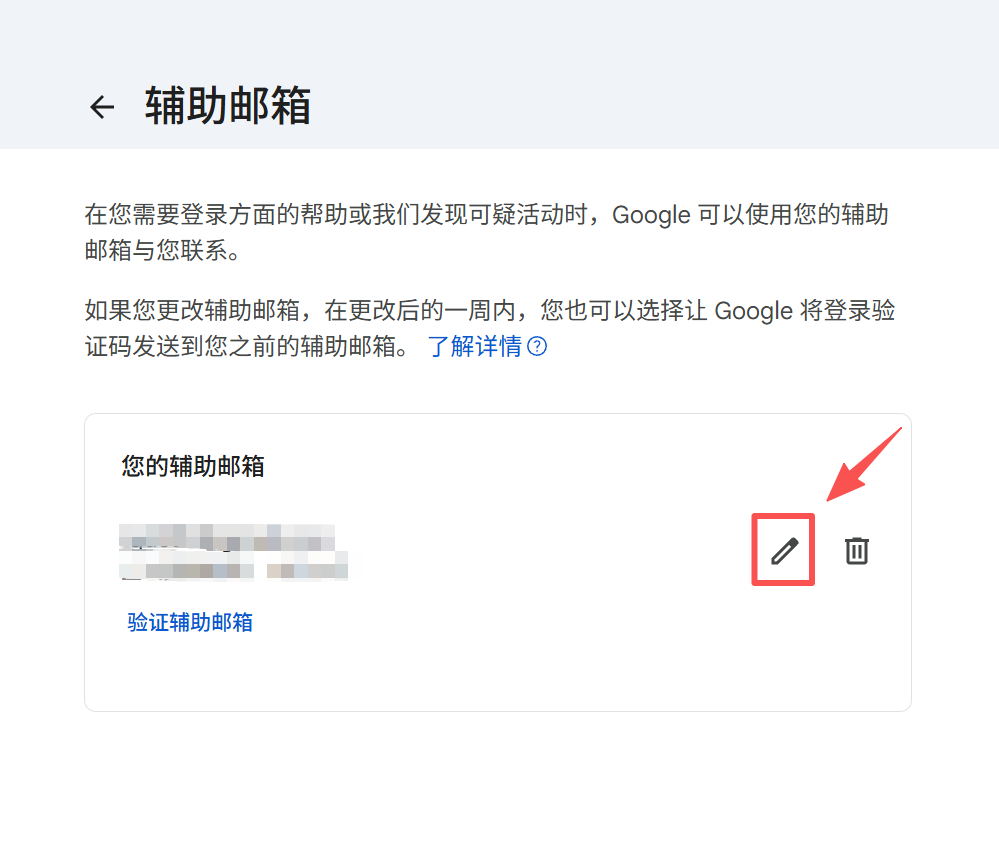 辅助邮箱
在您需要登录方面的帮助或我们发现可疑活动时，Google 可以使用您的辅助
邮箱与您联系。
如果您更改辅助邮箱，在更改后的一周内，您也可以选择让 Google 将登录验
证码发送到您之前的辅助邮箱。 了解详情
您的辅助邮箱
验证辅助邮箱